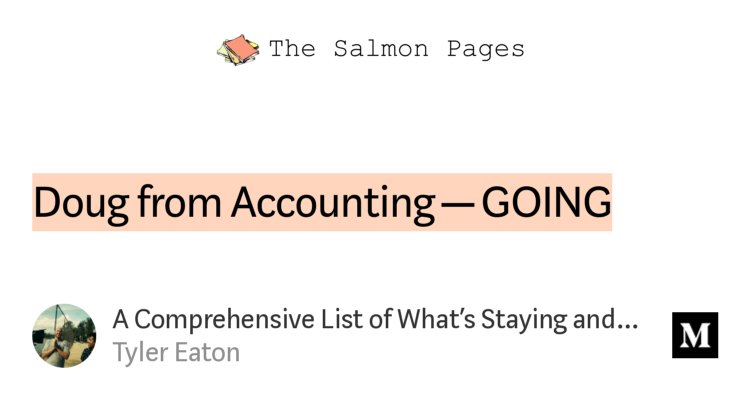 The Salmon Pages
Doug from Accounting — GOING
A Comprehensive List of What’s Staying and...
Tyler Eaton
M